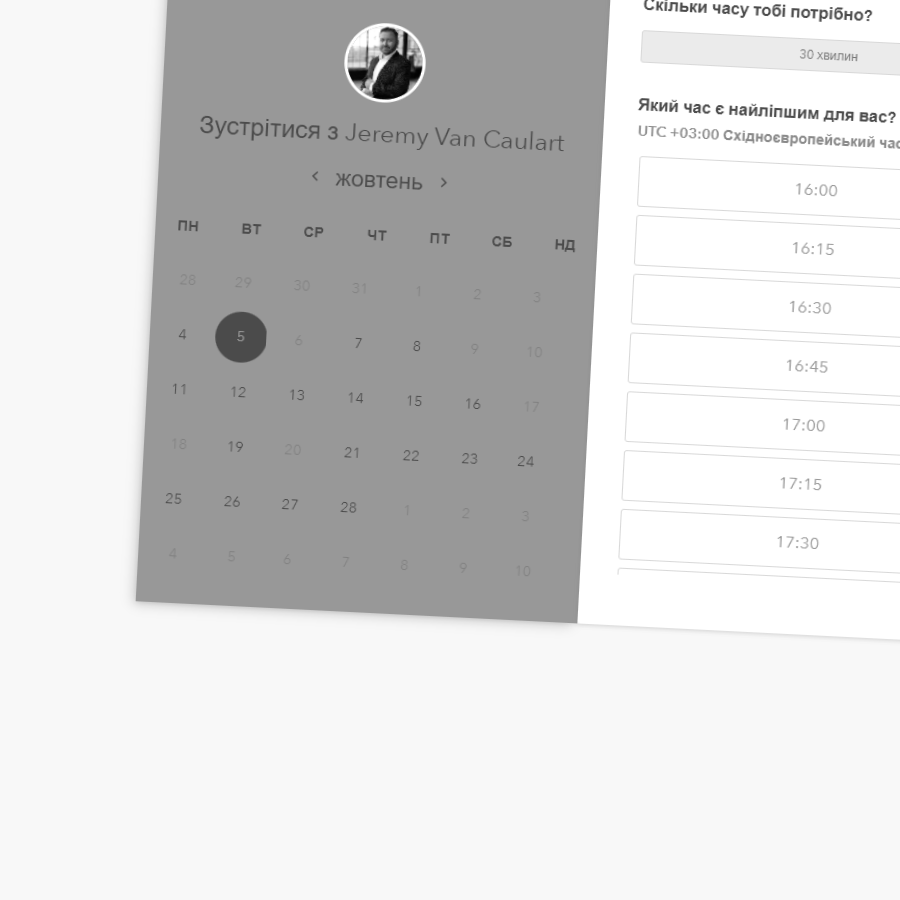 Зустрітися з Jeremy Van Caulart
жовтень
ПН ВТ СР ЧТ ПТ СБ НД
28 29 30 31 1 2 3
4 5 6 7 8 9 10
11 12 13 14 15 16 17
18 19 20 21 22 23 24
25 26 27 28 1 2 3
4 5 6 7 8 9 10
Скільки часу тобі потрібно?
30 хвилин
Який час є найліпшим для вас?
UTC +03:00 Східноєвропейський час
16:00
16:15
16:30
16:45
17:00
17:15
17:30